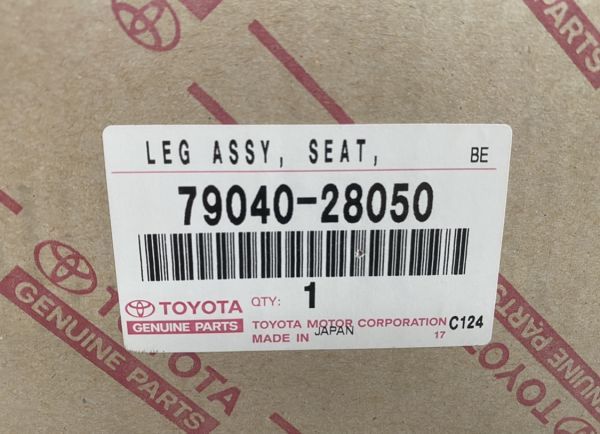 TOYOTA
LEG ASSY, SEAT, BE
79040-28050
TOYOTA QTY: 1
GENUINE PARTS TOYOTA MOTOR CORPORATION C124
MADE IN JAPAN 17
TOYOTA
GENUINE PARTS
TOYOTA
GENUINE PARTS